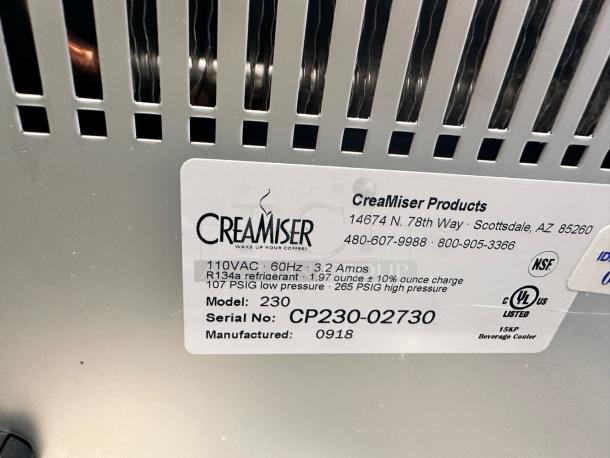 CreaMiser Products
14674 N. 78th Way · Scottsdale, AZ 85260
480-607-9988 · 800-905-3366
CREAMISER
WAKE UP YOUR COFFEE!
110VAC · 60Hz · 3.2 Amps
R134a refrigerant · 1.97 ounce ± 10% ounce charge
107 PSIG low pressure · 265 PSIG high pressure
Model: 230
Serial No: CP230-02730
Manufactured: 0918
NSF
C UL US
LISTED
15KP
Beverage Cooler